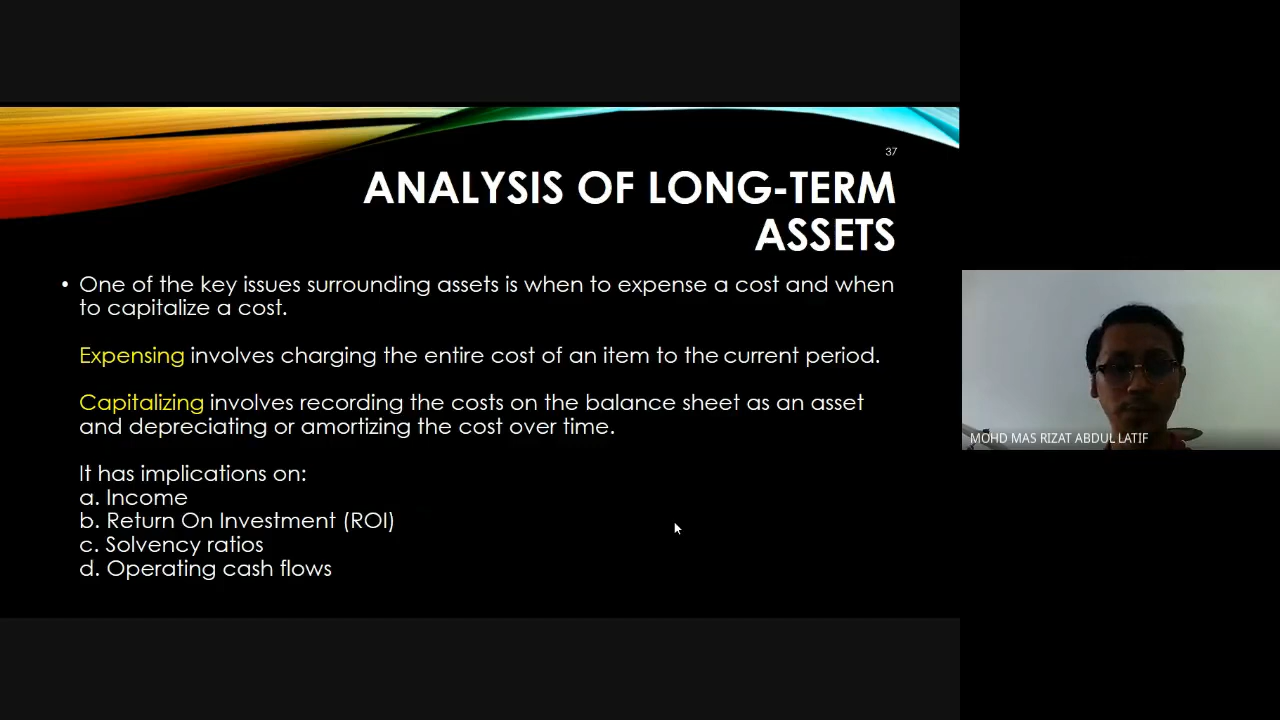 37
ANALYSIS OF LONG-TERM
ASSETS
• One of the key issues surrounding assets is when to expense a cost and when
to capitalize a cost.
Expensing involves charging the entire cost of an item to the current period.
Capitalizing involves recording the costs on the balance sheet as an asset
and depreciating or amortizing the cost over time.
It has implications on:
a. Income
b. Return On Investment (ROI)
c. Solvency ratios
d. Operating cash flows
MOHD MAS RIZAT ABDUL LATIF